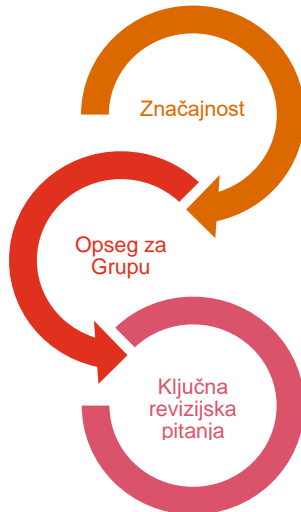 Značajnost
Opseg za
Grupu
Ključna
revizijska
pitanja